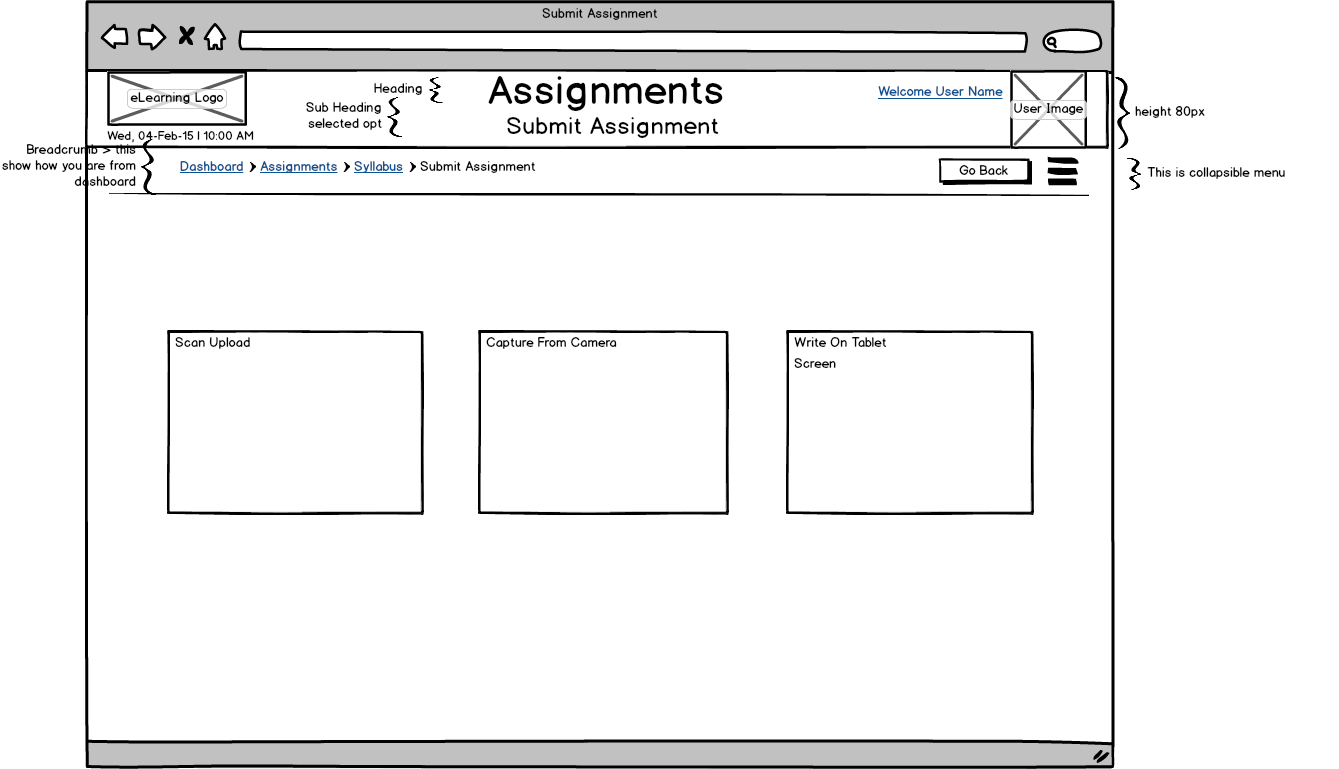 Submit Assignment
eLearning Logo
Wed, 04-Feb-15 l 10:00 AM
Heading
Sub Heading
selected opt
Assignments
Submit Assignment
Welcome User Name
User Image
height 80px
Breadcrumb > this
show how you are from
dashboard
Dashboard > Assignments > Syllabus > Submit Assignment
Go Back
This is collapsible menu
Scan Upload
Capture From Camera
Write On Tablet
Screen